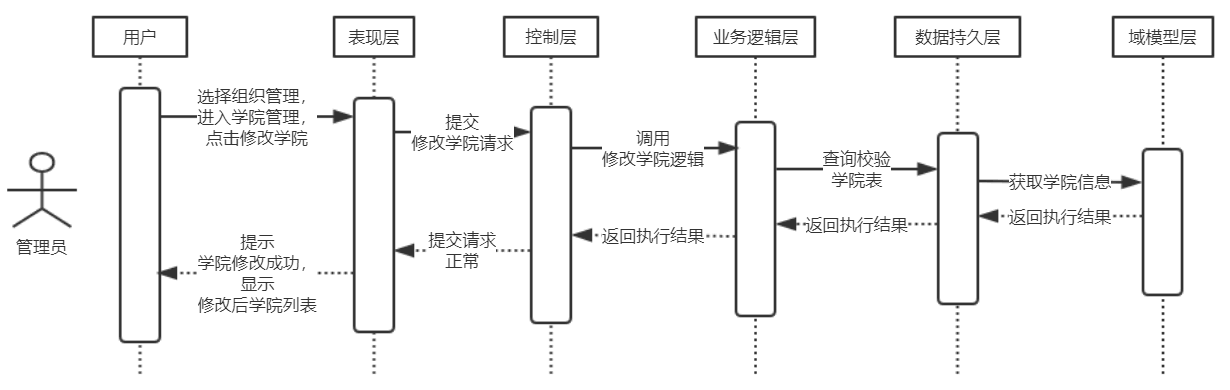 用户
表现层
控制层
业务逻辑层
数据持久层
域模型层
选择组织管理，
进入学院管理，
点击修改学院
提交
修改学院请求
调用
修改学院逻辑
查询校验
学院表
获取学院信息
返回执行结果
返回执行结果
返回执行结果
提交请求
正常
提示
学院修改成功，
显示
修改后学院列表
管理员